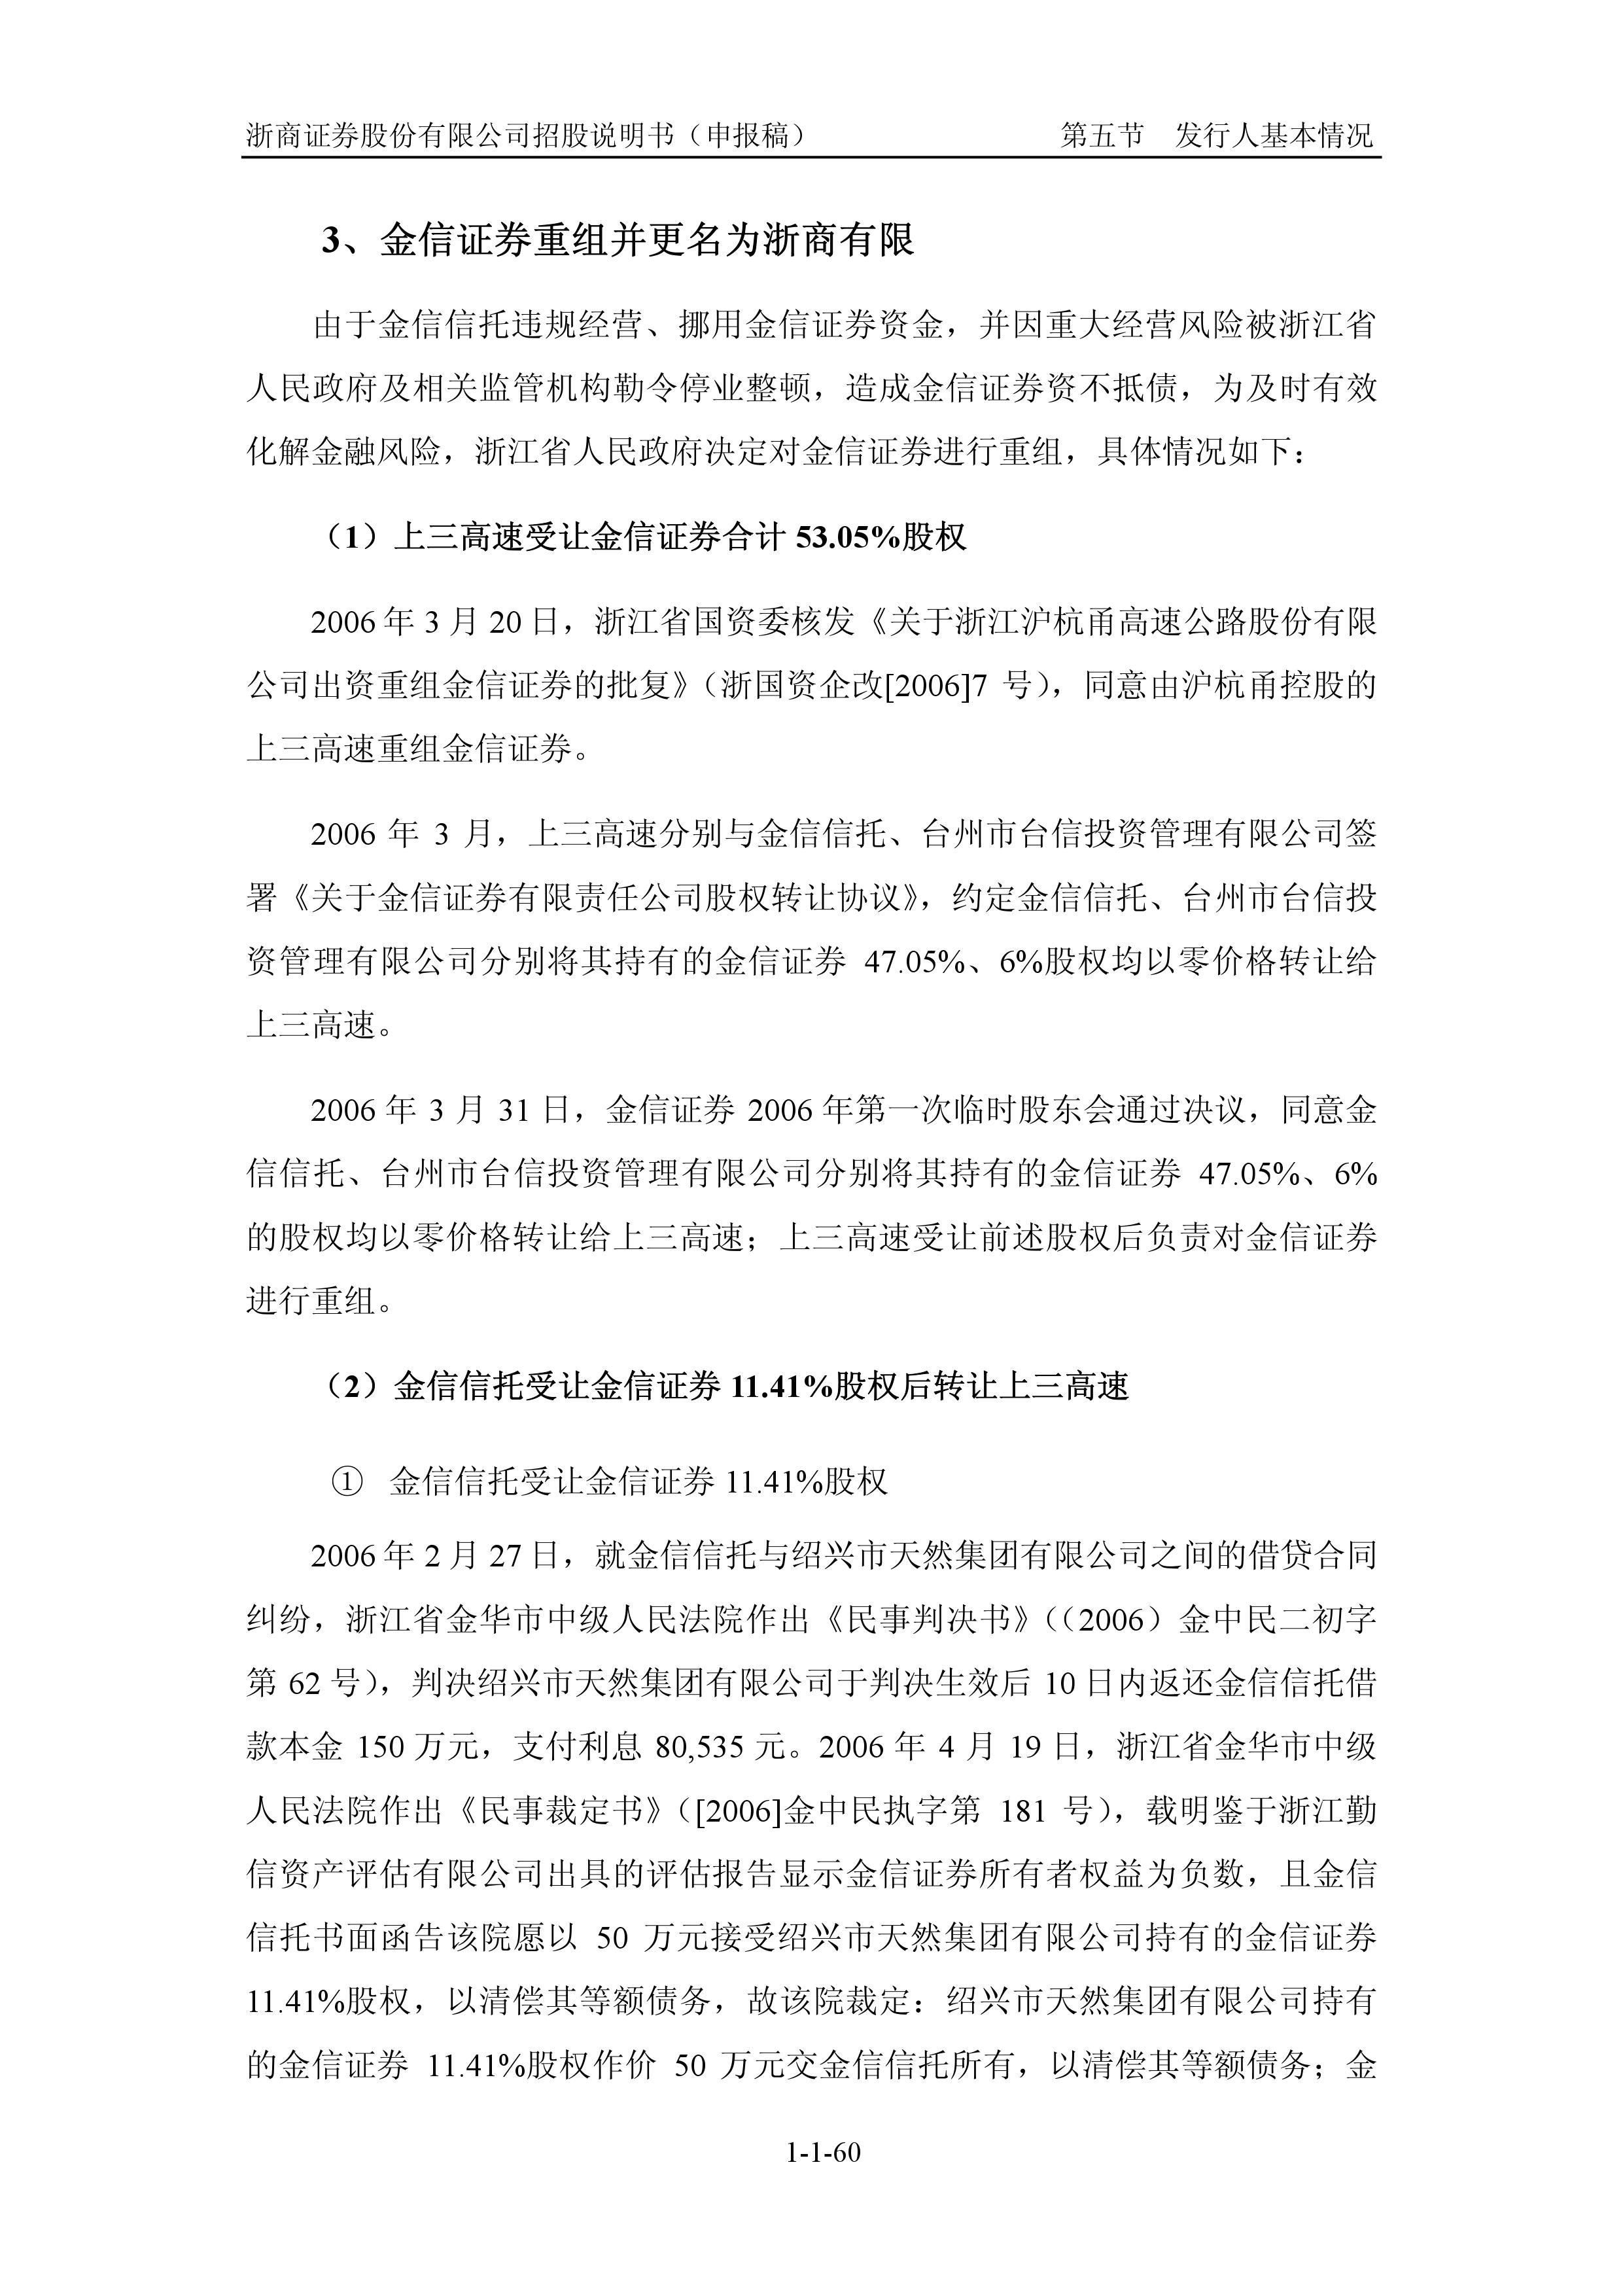 浙商证券股份有限公司招股说明书（申报稿） 第五节 发行人基本情况
3、金信证券重组并更名为浙商有限
由于金信信托违规经营、挪用金信证券资金，并因重大经营风险被浙江省
人民政府及相关监管机构勒令停业整顿，造成金信证券资不抵债，为及时有效
化解金融风险，浙江省人民政府决定对金信证券进行重组，具体情况如下：
（1）上三高速受让金信证券合计 53.05%股权
2006 年 3 月 20 日，浙江省国资委核发《关于浙江沪杭甬高速公路股份有限
公司出资重组金信证券的批复》（浙国资企改[2006]7 号），同意由沪杭甬控股的
上三高速重组金信证券。
2006 年 3 月，上三高速分别与金信信托、台州市台信投资管理有限公司签
署《关于金信证券有限责任公司股权转让协议》，约定金信信托、台州市台信投
资管理有限公司分别将其持有的金信证券 47.05%、6%股权均以零价格转让给
上三高速。
2006 年 3 月 31 日，金信证券 2006 年第一次临时股东会通过决议，同意金
信信托、台州市台信投资管理有限公司分别将其持有的金信证券 47.05%、6%
的股权均以零价格转让给上三高速；上三高速受让前述股权后负责对金信证券
进行重组。
（2）金信信托受让金信证券 11.41%股权后转让上三高速
① 金信信托受让金信证券 11.41%股权
2006 年 2 月 27 日，就金信信托与绍兴市天然集团有限公司之间的借贷合同
纠纷，浙江省金华市中级人民法院作出《民事判决书》（（2006）金中民二初字
第 62 号），判决绍兴市天然集团有限公司于判决生效后 10 日内返还金信信托借
款本金 150 万元，支付利息 80,535 元。2006 年 4 月 19 日，浙江省金华市中级
人民法院作出《民事裁定书》（[2006]金中民执字第 181 号），载明鉴于浙江勤
信资产评估有限公司出具的评估报告显示金信证券所有者权益为负数，且金信
信托书面函告该院愿以 50 万元接受绍兴市天然集团有限公司持有的金信证券
11.41%股权，以清偿其等额债务，故该院裁定：绍兴市天然集团有限公司持有
的金信证券 11.41%股权作价 50 万元交金信信托所有，以清偿其等额债务；金
1-1-60